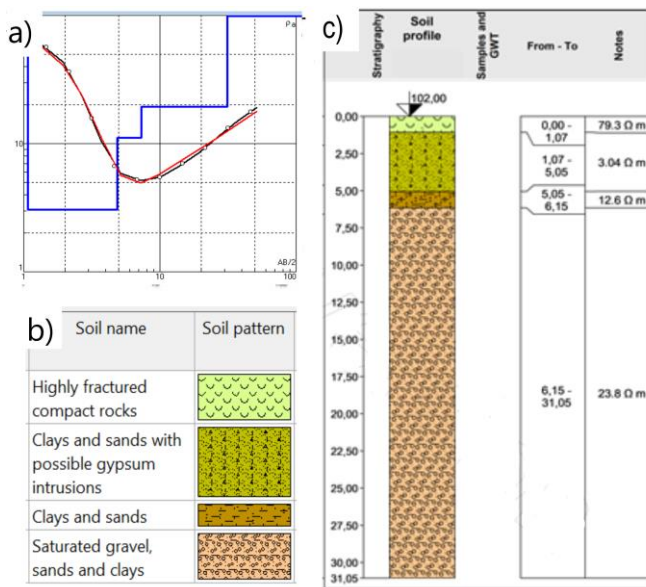 a)
ρa
10
1
1
10
AB/2
100
b)
Soil name
Soil pattern
Highly fractured
compact rocks
Clays and sands with
possible gypsum
intrusions
Clays and sands
Saturated gravel,
sands and clays
c)
Stratigraphy
Soil
profile
Samples and
GWT
From - To
Notes
102,00
0,00
2,50
5,00
7,50
10,00
12,50
15,00
17,50
20,00
22,50
25,00
27,50
30,00
31,05
0,00 -
1,07
79.3 Ω m
1,07 -
5,05
3.04 Ω m
5,05 -
6,15
12.6 Ω m
6,15 -
31,05
23.8 Ω m